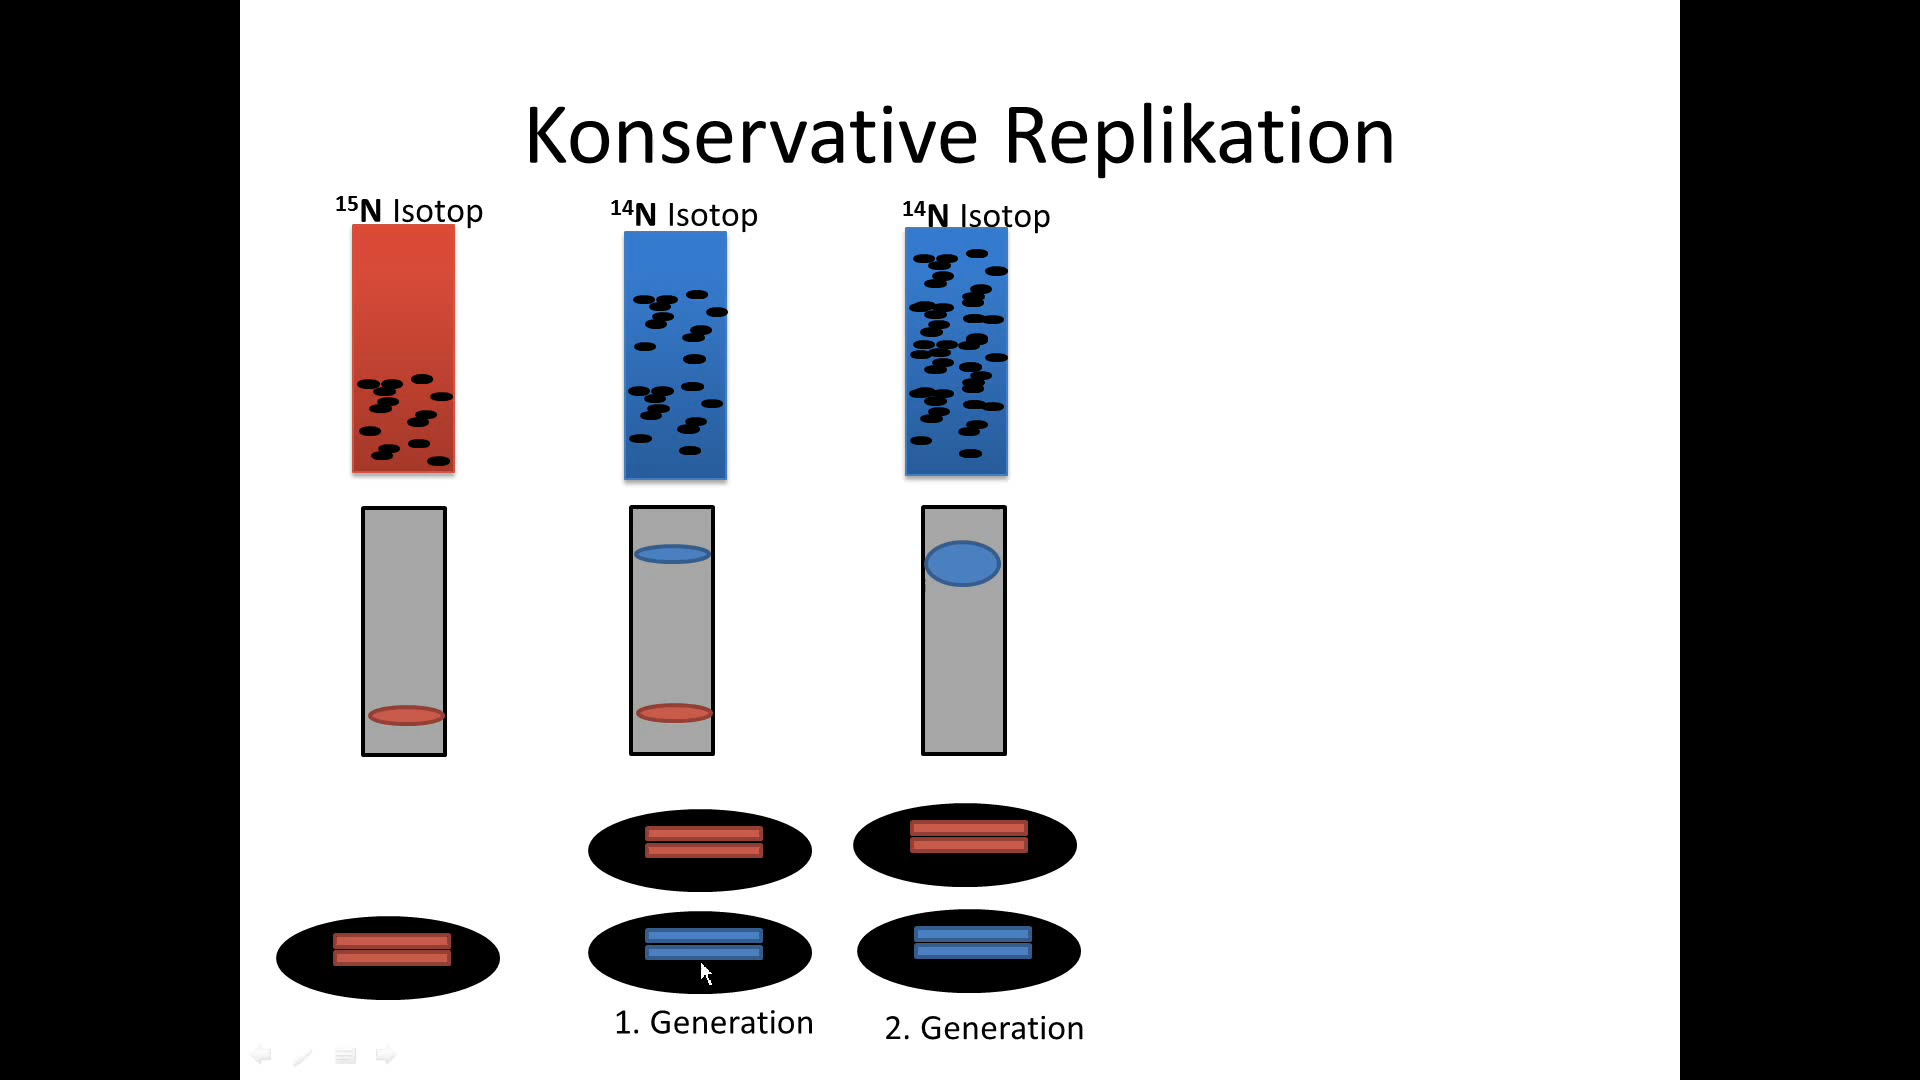 Konservative Replikation
¹⁵N Isotop
¹⁴N Isotop
¹⁴N Isotop
1. Generation
2. Generation